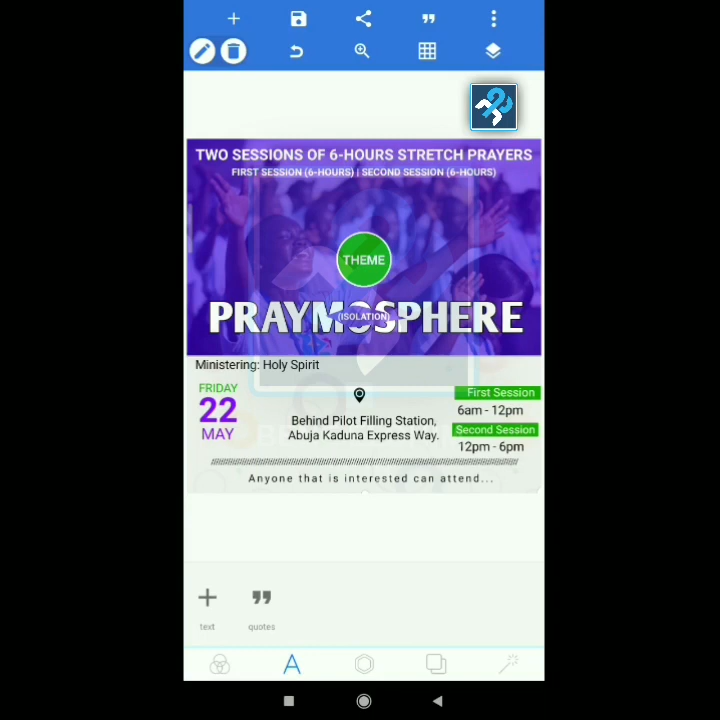 TWO SESSIONS OF 6-HOURS STRETCH PRAYERS
FIRST SESSION (6-HOURS) | SECOND SESSION (6-HOURS)
THEME
PRAYMOSPHERE
(ISOLATION)
Ministering: Holy Spirit
FRIDAY
22
MAY
Behind Pilot Filling Station,
Abuja Kaduna Express Way.
First Session
6am - 12pm
Second Session
12pm - 6pm
Anyone that is interested can attend...
text
quotes